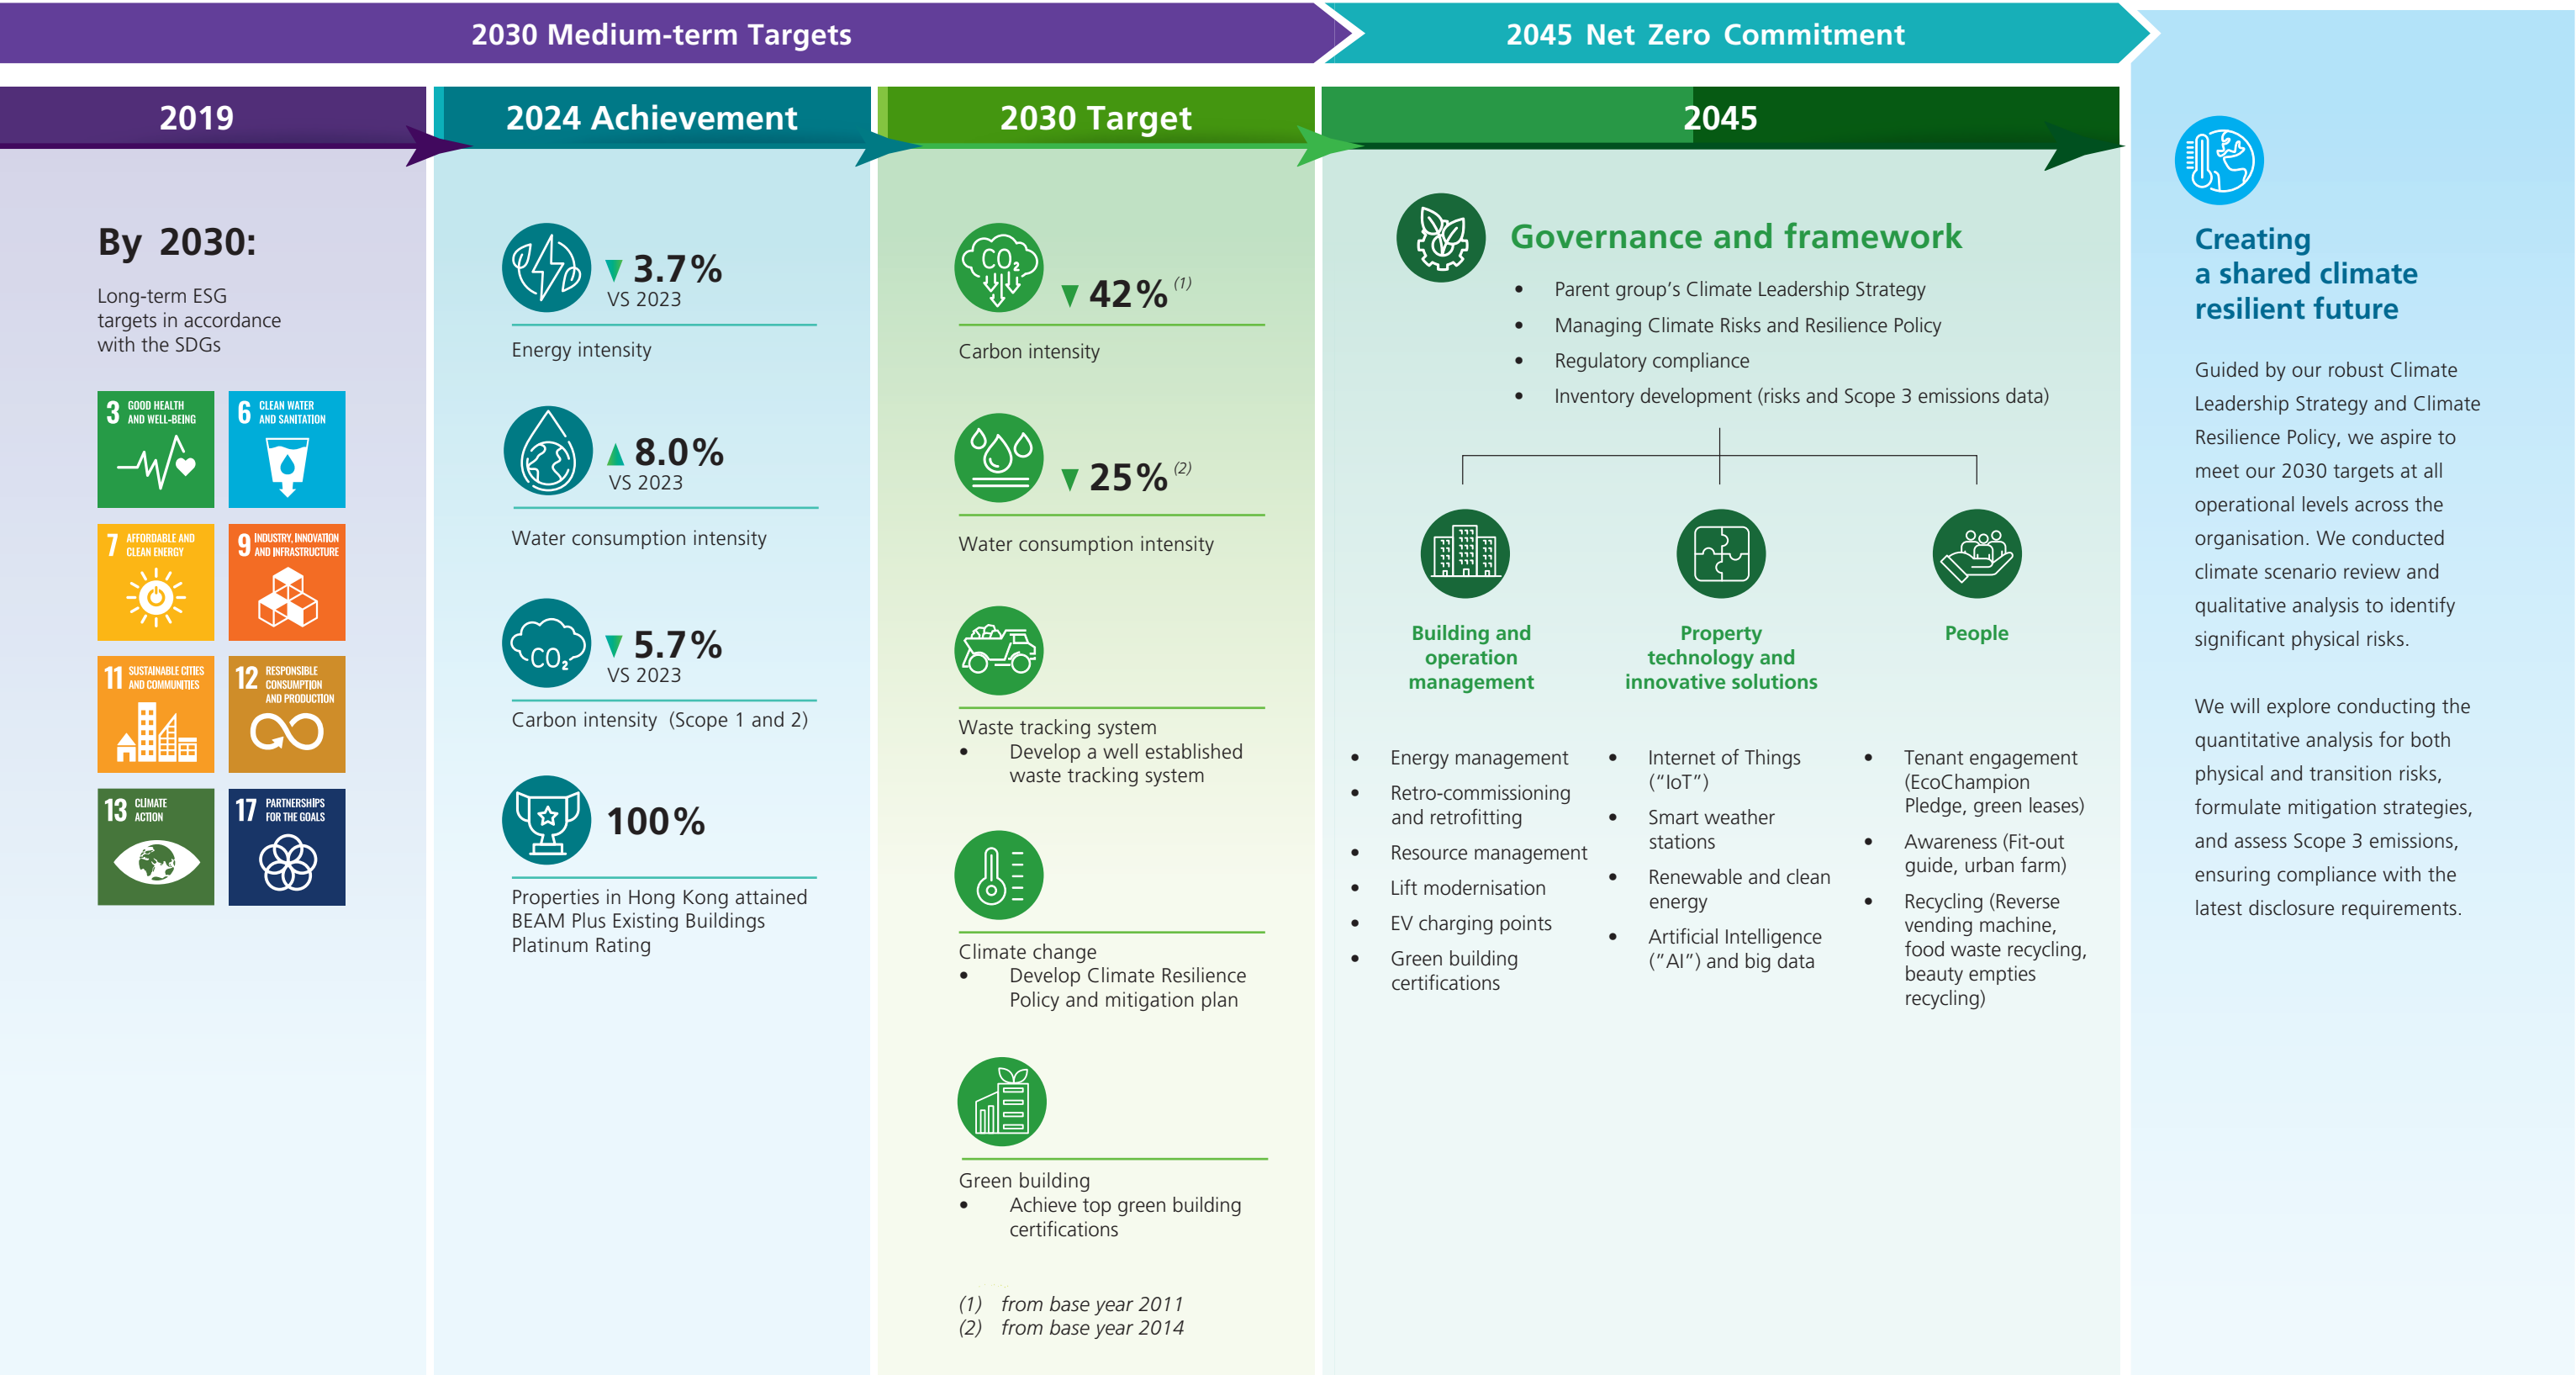 2030 Medium-term Targets
2045 Net Zero Commitment
2019
By 2030:
Long-term ESG
targets in accordance
with the SDGs
3 GOOD HEALTH
AND WELL-BEING
6 CLEAN WATER
AND SANITATION
7 AFFORDABLE AND
CLEAN ENERGY
9 INDUSTRY, INNOVATION
AND INFRASTRUCTURE
11 SUSTAINABLE CITIES
AND COMMUNITIES
12 RESPONSIBLE
CONSUMPTION
AND PRODUCTION
13 CLIMATE
ACTION
17 PARTNERSHIPS
FOR THE GOALS
2024 Achievement
▼ 3.7%
VS 2023
Energy intensity
▲ 8.0%
VS 2023
Water consumption intensity
CO₂
▼ 5.7%
VS 2023
Carbon intensity (Scope 1 and 2)
100%
Properties in Hong Kong attained
BEAM Plus Existing Buildings
Platinum Rating
2030 Target
CO₂
▼ 42% (1)
Carbon intensity
▼ 25% (2)
Water consumption intensity
Waste tracking system
• Develop a well established
waste tracking system
Climate change
• Develop Climate Resilience
Policy and mitigation plan
Green building
• Achieve top green building
certifications
(1) from base year 2011
(2) from base year 2014
2045
Governance and framework
• Parent group’s Climate Leadership Strategy
• Managing Climate Risks and Resilience Policy
• Regulatory compliance
• Inventory development (risks and Scope 3 emissions data)
Building and
operation
management
• Energy management
• Retro-commissioning
and retrofitting
• Resource management
• Lift modernisation
• EV charging points
• Green building
certifications
Property
technology and
innovative solutions
• Internet of Things
(“IoT”)
• Smart weather
stations
• Renewable and clean
energy
• Artificial Intelligence
(“AI”) and big data
People
• Tenant engagement
(EcoChampion
Pledge, green leases)
• Awareness (Fit-out
guide, urban farm)
• Recycling (Reverse
vending machine,
food waste recycling,
beauty empties
recycling)
Creating
a shared climate
resilient future
Guided by our robust Climate
Leadership Strategy and Climate
Resilience Policy, we aspire to
meet our 2030 targets at all
operational levels across the
organisation. We conducted
climate scenario review and
qualitative analysis to identify
significant physical risks.
We will explore conducting the
quantitative analysis for both
physical and transition risks,
formulate mitigation strategies,
and assess Scope 3 emissions,
ensuring compliance with the
latest disclosure requirements.